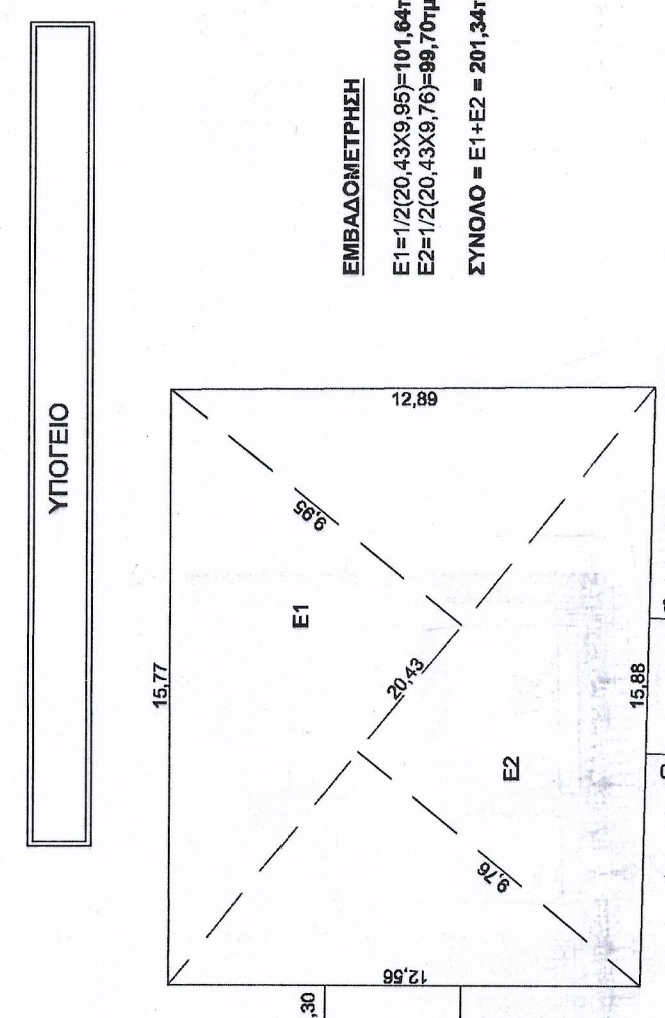 ΥΠΟΓΕΙΟ
ΕΜΒΑΔΟΜΕΤΡΗΣΗ
Ε1=1/2(20,43Χ9,95)=101,64τ
Ε2=1/2(20,43Χ9,76)=99,70τμ
ΣΥΝΟΛΟ = Ε1+Ε2 = 201,34τ
15,77
12,89
9,95
Ε1
20,43
Ε2
9,76
15,88
12,56
,30